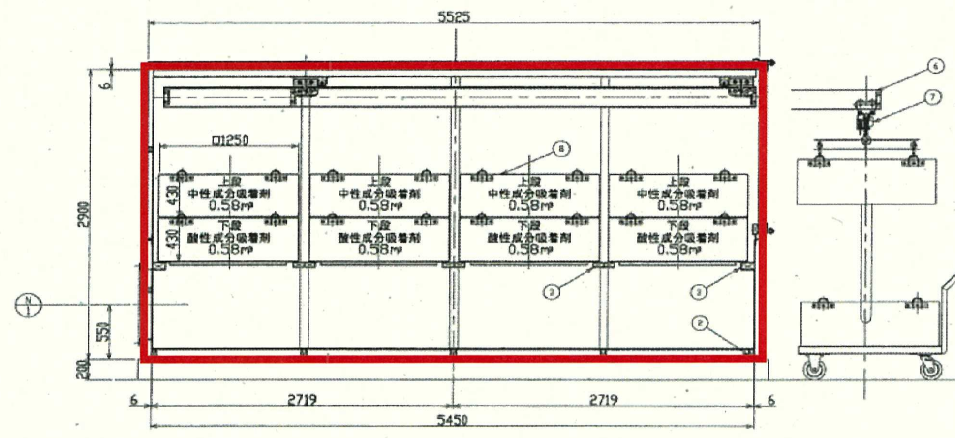 5525
6
⑥
⑦
□1250
⑧
上段
中性成分吸着剤
0.58㎥
上段
中性成分吸着剤
0.58㎥
上段
中性成分吸着剤
0.58㎥
上段
中性成分吸着剤
0.58㎥
430
下段
酸性成分吸着剤
0.58㎥
下段
酸性成分吸着剤
0.58㎥
下段
酸性成分吸着剤
0.58㎥
下段
酸性成分吸着剤
0.58㎥
430
2900
③
③
N
1
②
550
200
6
2719
2719
6
5450